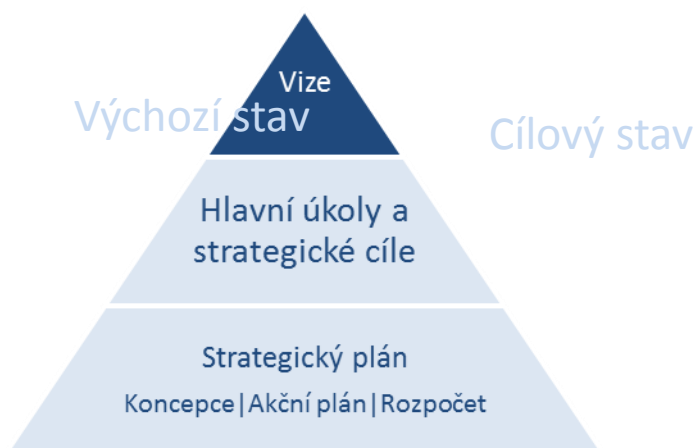 Vize
Výchozí stav
Cílový stav
Hlavní úkoly a
strategické cíle
Strategický plán
Koncepce|Akční plán|Rozpočet